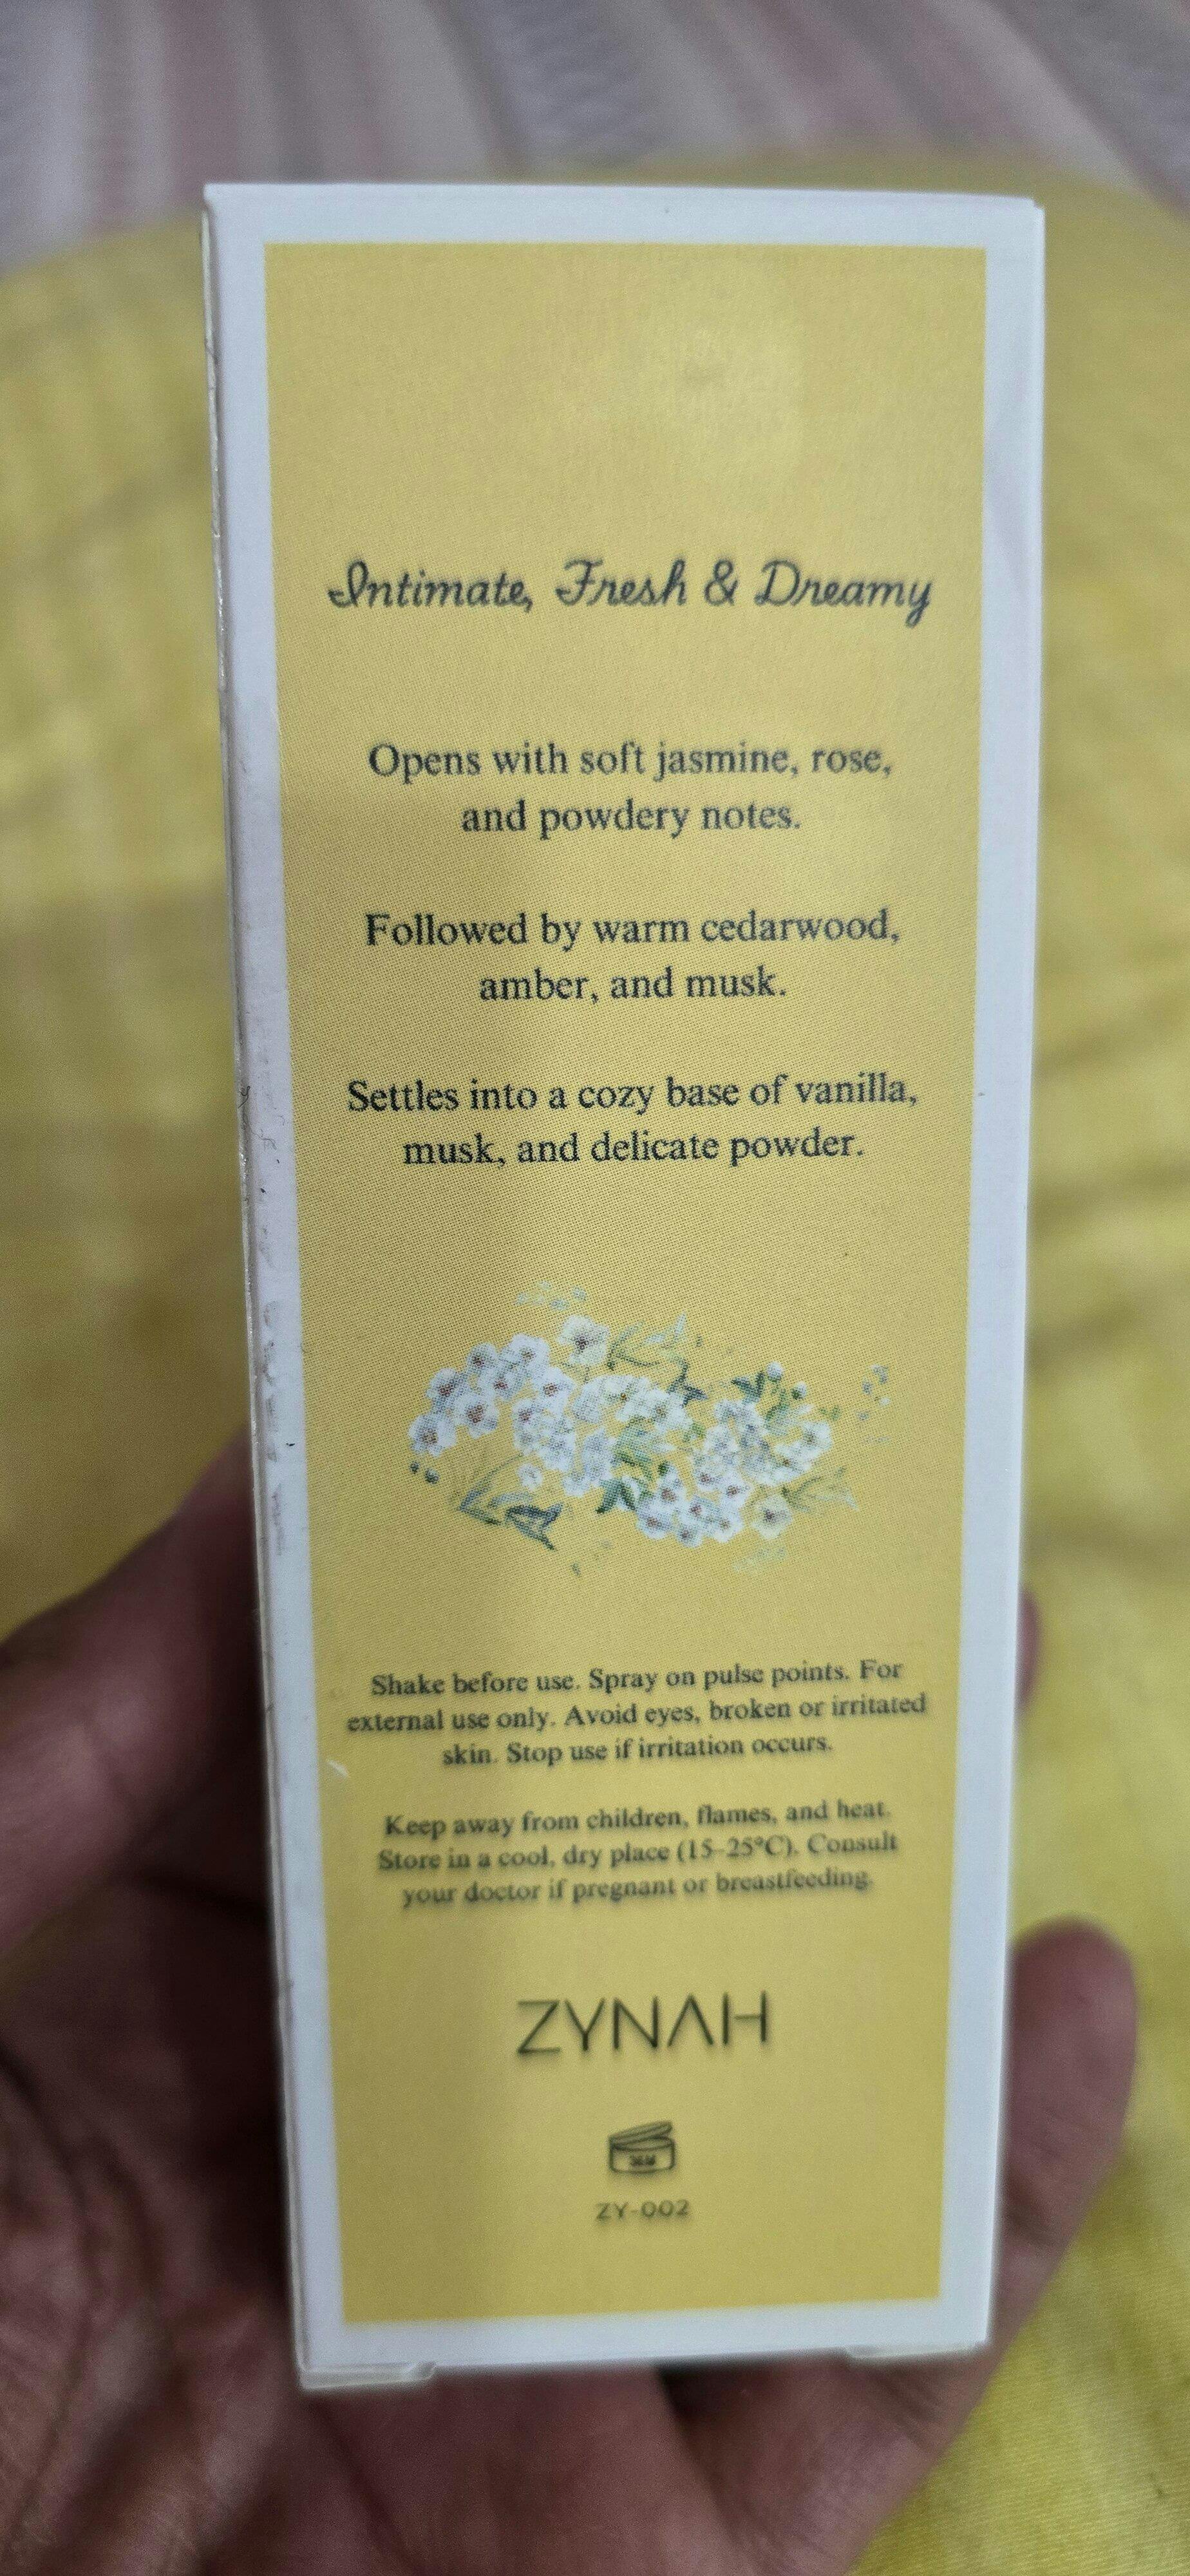 Intimate, Fresh & Dreamy
Opens with soft jasmine, rose,
and powdery notes.
Followed by warm cedarwood,
amber, and musk.
Settles into a cozy base of vanilla,
musk, and delicate powder.
Shake before use. Spray on pulse points. For
external use only. Avoid eyes, broken or irritated
skin. Stop use if irritation occurs.
Keep away from children, flames, and heat.
Store in a cool, dry place (15-25°C). Consult
your doctor if pregnant or breastfeeding.
ZYNAH
ZY-002